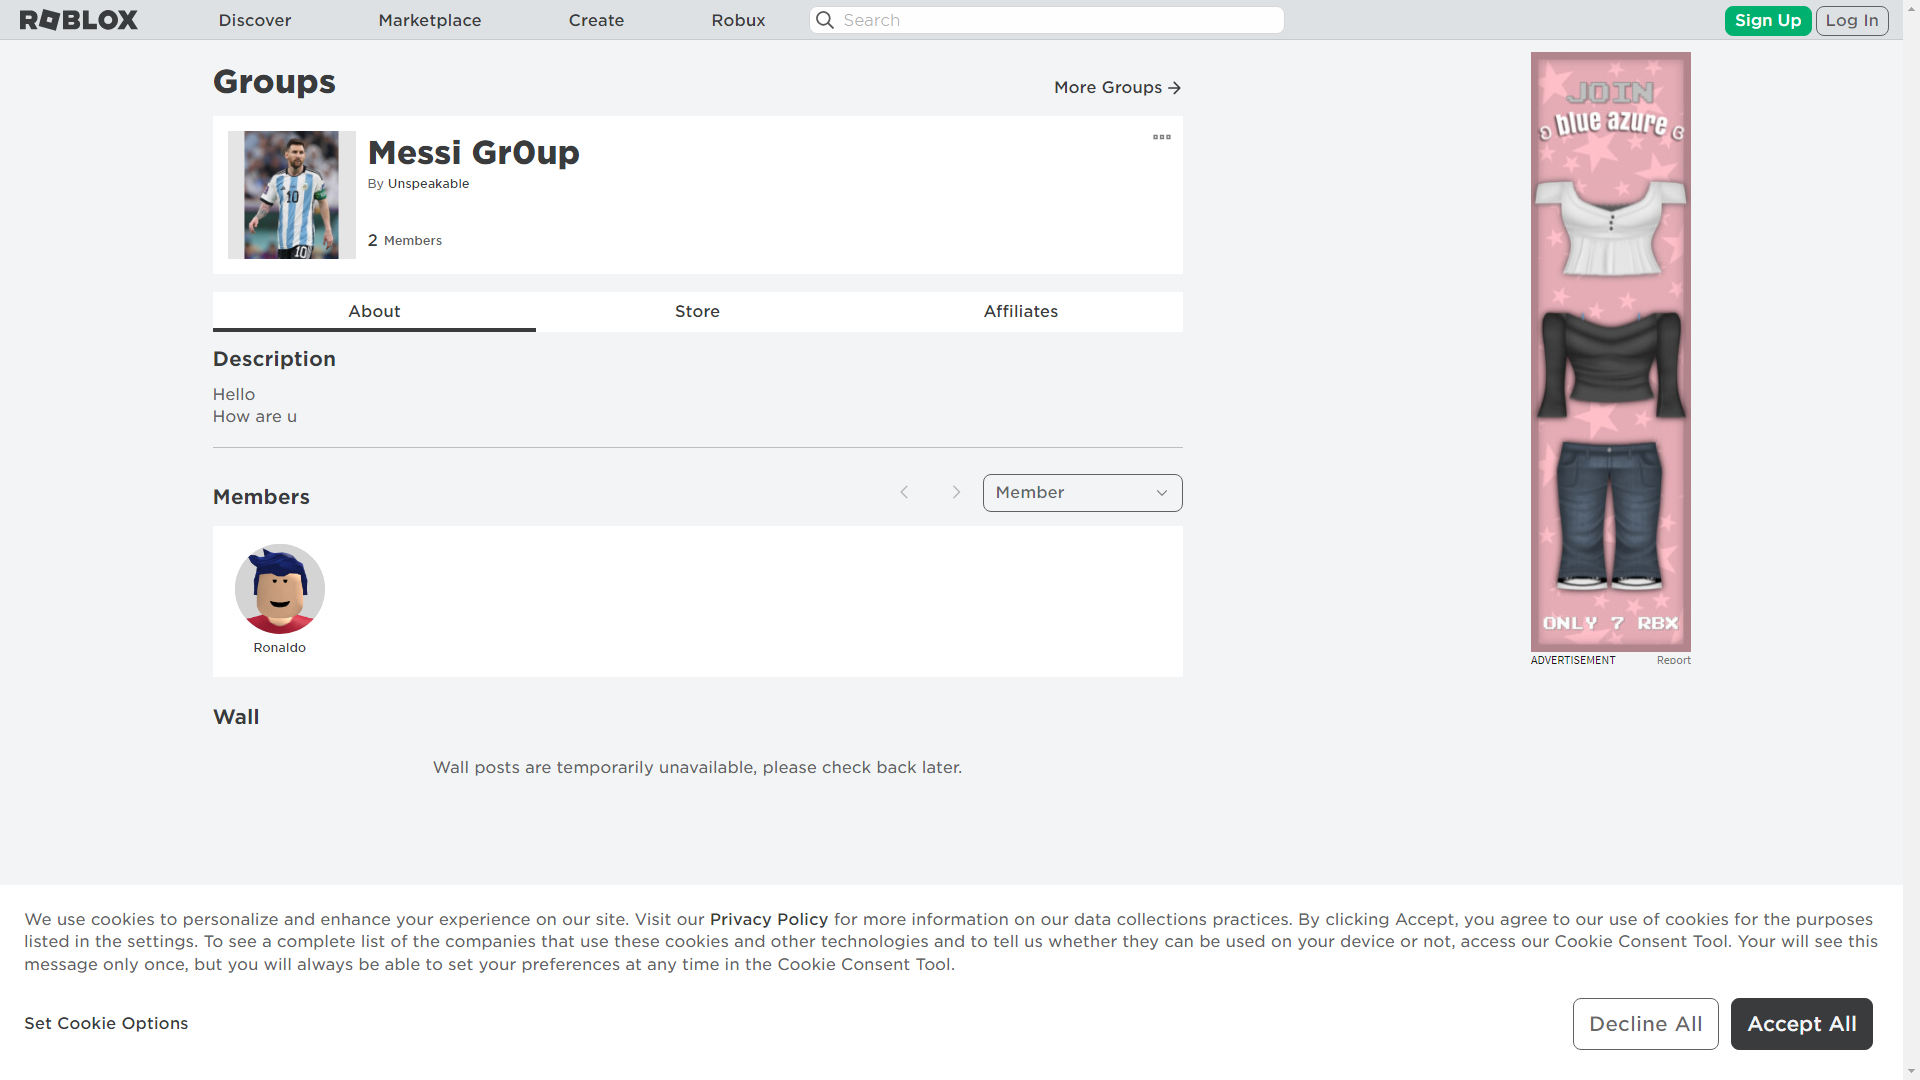 ROBLOX
Discover
Marketplace
Create
Robux
Search
Sign Up
Log In
Groups
More Groups
Messi Gr0up
By Unspeakable
2 Members
10
10
About
Store
Affiliates
Description
Hello
How are u
Members
Member
Ronaldo
Wall
Wall posts are temporarily unavailable, please check back later.
JOIN
blue azure
ONLY 7 RBX
ADVERTISEMENT
Report
We use cookies to personalize and enhance your experience on our site. Visit our Privacy Policy for more information on our data collections practices. By clicking Accept, you agree to our use of cookies for the purposes
listed in the settings. To see a complete list of the companies that use these cookies and other technologies and to tell us whether they can be used on your device or not, access our Cookie Consent Tool. Your will see this
message only once, but you will always be able to set your preferences at any time in the Cookie Consent Tool.
Set Cookie Options
Decline All
Accept All